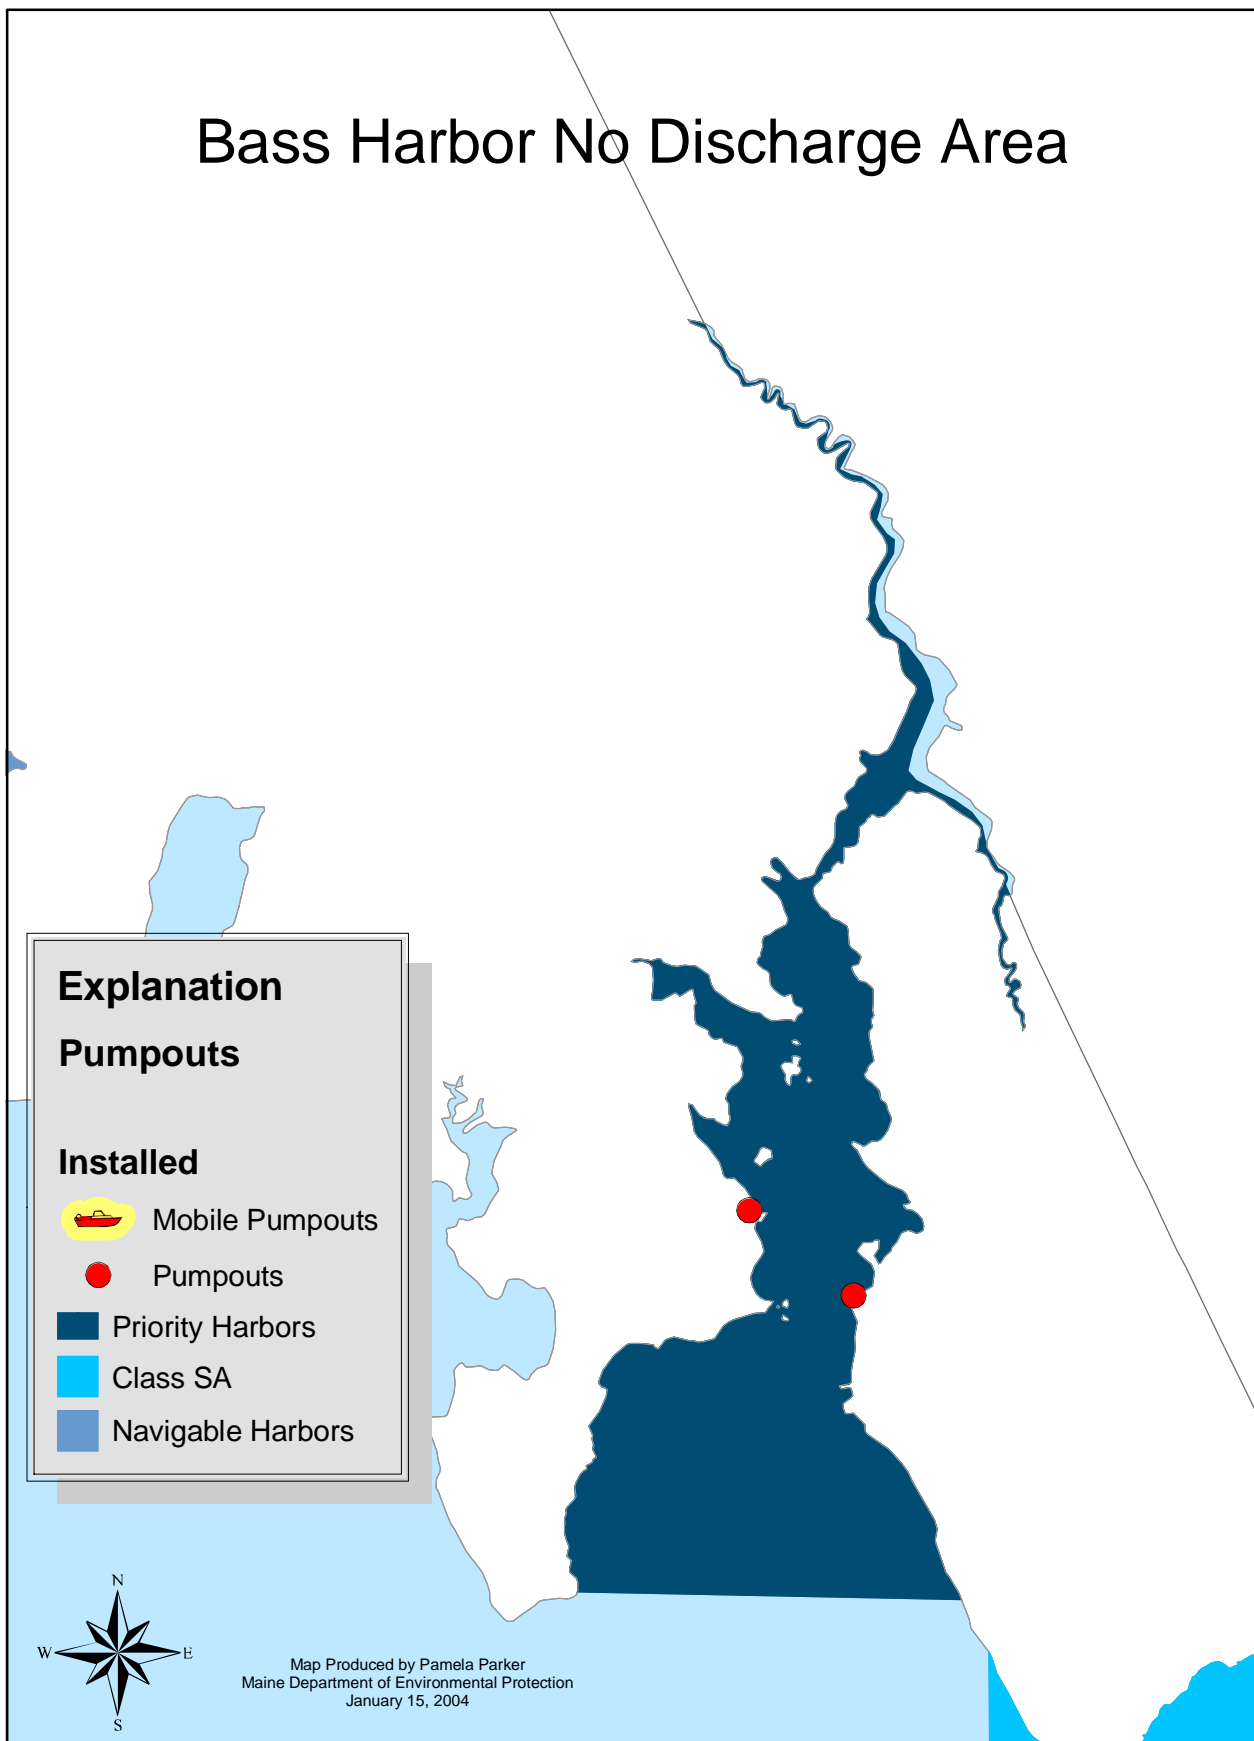 Bass Harbor No Discharge Area
Explanation
Pumpouts
Installed
Mobile Pumpouts
Pumpouts
Priority Harbors
Class SA
Navigable Harbors
N
W E
S
Map Produced by Pamela Parker
Maine Department of Environmental Protection
January 15, 2004